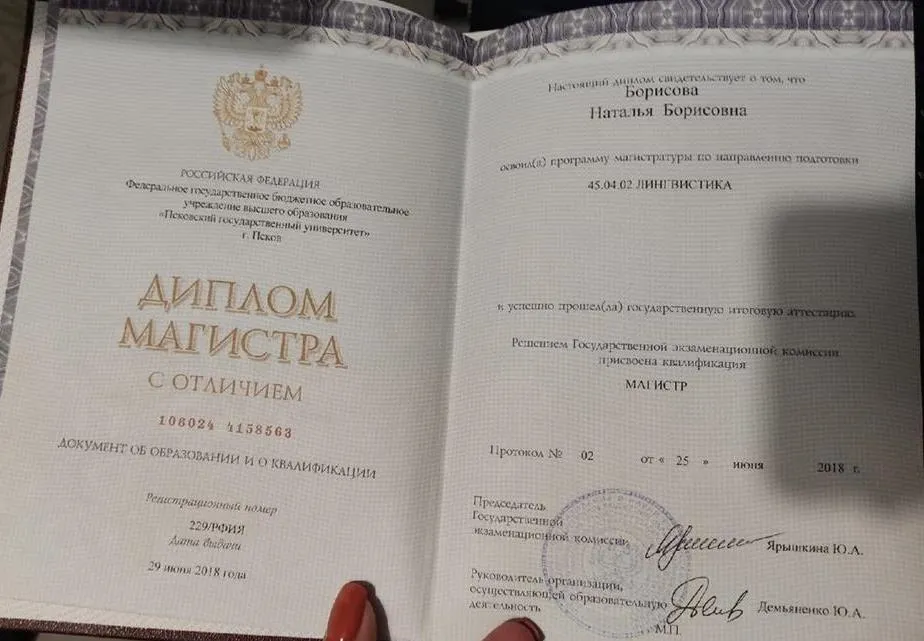 РОССИЙСКАЯ ФЕДЕРАЦИЯ
Федеральное государственное бюджетное образовательное
учреждение высшего образования
«Псковский государственный университет»
г. Псков
ДИПЛОМ
МАГИСТРА
С ОТЛИЧИЕМ
106024 4158563
ДОКУМЕНТ ОБ ОБРАЗОВАНИИ И О КВАЛИФИКАЦИИ
Регистрационный номер
229/РФИЯ
Дата выдачи
29 июня 2018 года
Настоящий диплом свидетельствует о том, что
Борисова
Наталья Борисовна
освоил(а) программу магистратуры по направлению подготовки
45.04.02 ЛИНГВИСТИКА
и успешно прошел(ла) государственную итоговую аттестацию
Решением Государственной экзаменационной комиссии
присвоена квалификация
МАГИСТР
Протокол № 02 от « 25 » июня 2018 г.
Председатель
Государственной
экзаменационной комиссии Ярышкина Ю.А.
Руководитель организации,
осуществляющей образовательную
деятельность Демьяненко Ю.А.
М.П.